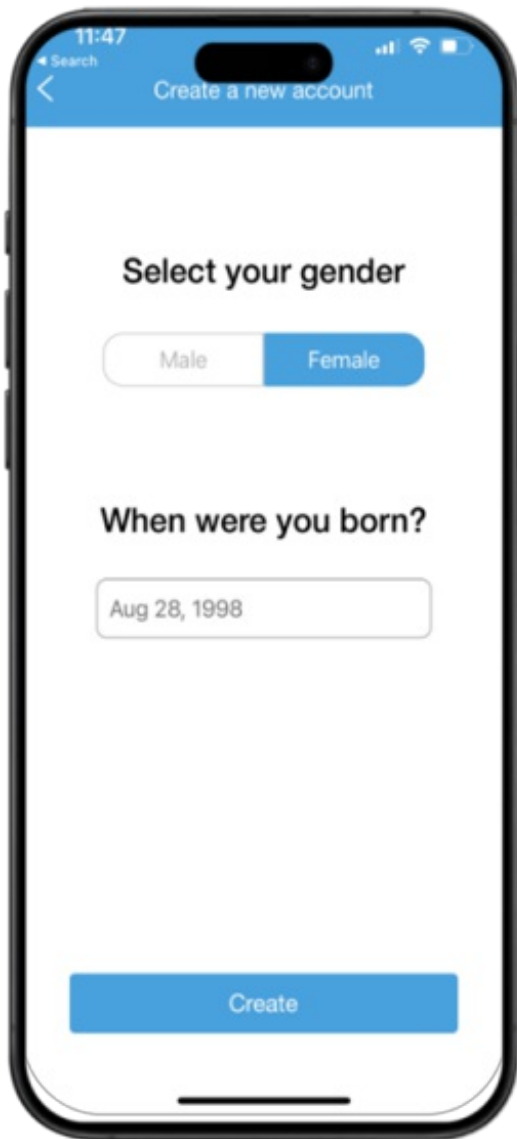 11:47
Search
Create a new account
Select your gender
Male Female
When were you born?
Aug 28, 1998
Create